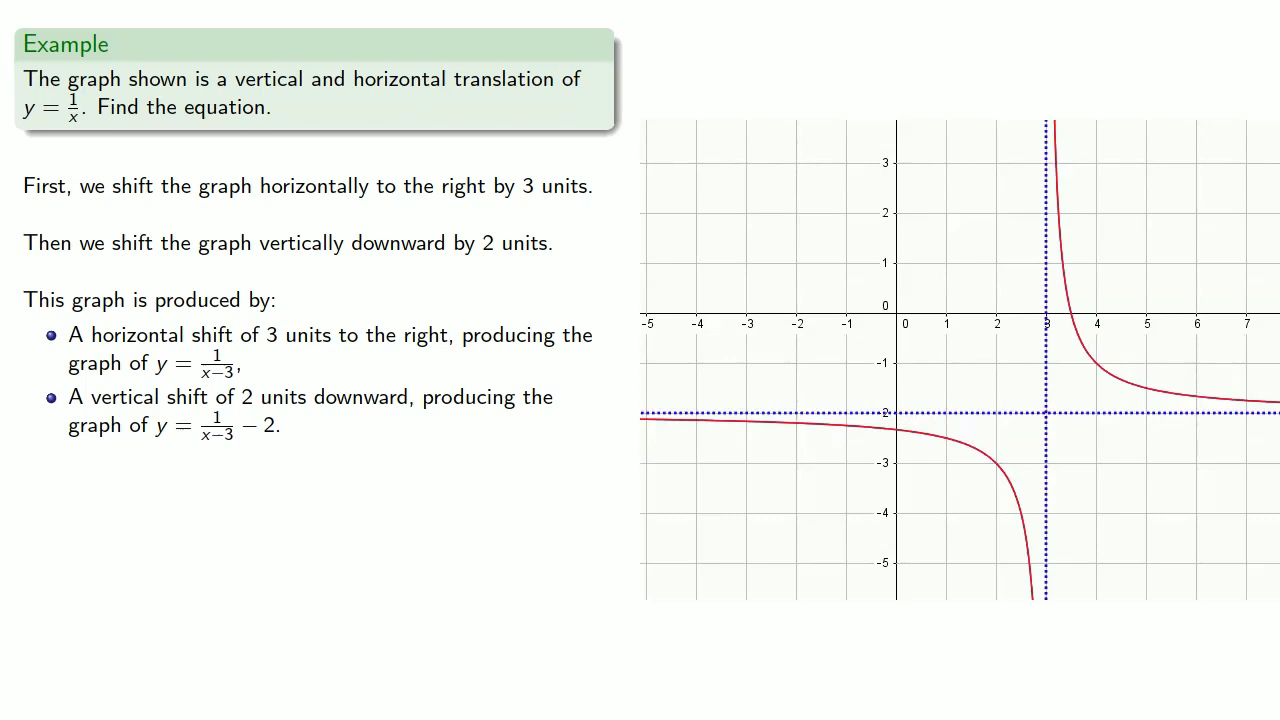 Example
The graph shown is a vertical and horizontal translation of
y = 1/x. Find the equation.
First, we shift the graph horizontally to the right by 3 units.
Then we shift the graph vertically downward by 2 units.
This graph is produced by:
A horizontal shift of 3 units to the right, producing the
graph of y = 1/(x−3),
A vertical shift of 2 units downward, producing the
graph of y = 1/(x−3) − 2.
3
2
1
0
-5 -4 -3 -2 -1 0 1 2 3 4 5 6 7
-1
-2
-3
-4
-5